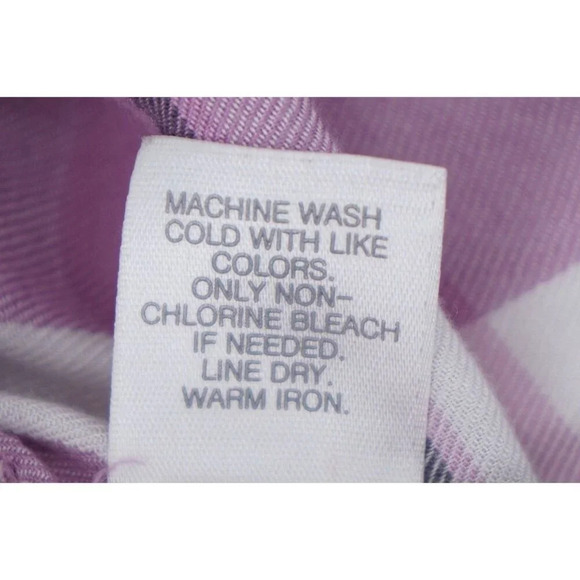 MACHINE WASH
COLD WITH LIKE
COLORS.
ONLY NON-
CHLORINE BLEACH
IF NEEDED.
LINE DRY.
WARM IRON.